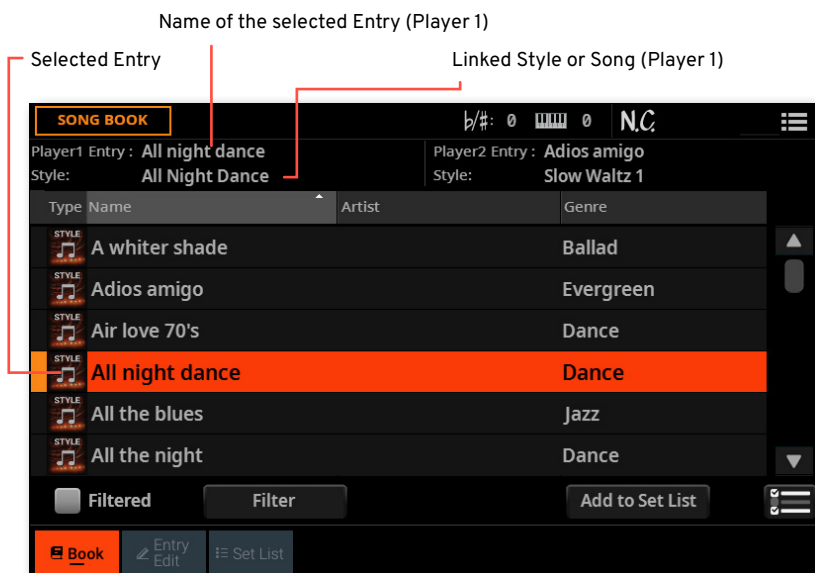 Name of the selected Entry (Player 1)
Selected Entry
Linked Style or Song (Player 1)
SONG BOOK
♭/♯: 0 0 N.C.
Player1 Entry : All night dance
Player2 Entry : Adios amigo
Style: All Night Dance
Style: Slow Waltz 1
Type Name Artist Genre
STYLE A whiter shade Ballad
STYLE Adios amigo Evergreen
STYLE Air love 70's Dance
STYLE All night dance Dance
STYLE All the blues Jazz
STYLE All the night Dance
Filtered Filter Add to Set List
Book Entry Edit Set List